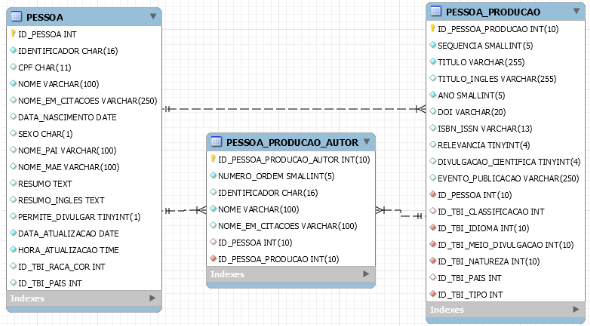 PESSOA
ID_PESSOA INT
IDENTIFICADOR CHAR(16)
CPF CHAR(11)
NOME VARCHAR(100)
NOME_EM_CITACOES VARCHAR(250)
DATA_NASCIMENTO DATE
SEXO CHAR(1)
NOME_PAI VARCHAR(100)
NOME_MAE VARCHAR(100)
RESUMO TEXT
RESUMO_INGLES TEXT
PERMITE_DIVULGAR TINYINT(1)
DATA_ATUALIZACAO DATE
HORA_ATUALIZACAO TIME
ID_TBI_RACA_COR INT
ID_TBI_PAIS INT
Indexes
PESSOA_PRODUCAO_AUTOR
ID_PESSOA_PRODUCAO_AUTOR INT(10)
NUMERO_ORDEM SMALLINT(5)
IDENTIFICADOR CHAR(16)
NOME VARCHAR(100)
NOME_EM_CITACOES VARCHAR(250)
ID_PESSOA INT(10)
ID_PESSOA_PRODUCAO INT(10)
Indexes
PESSOA_PRODUCAO
ID_PESSOA_PRODUCAO INT(10)
SEQUENCIA SMALLINT(5)
TITULO VARCHAR(255)
TITULO_INGLES VARCHAR(255)
ANO SMALLINT(5)
DOI VARCHAR(20)
ISBN_ISSN VARCHAR(13)
RELEVANCIA TINYINT(4)
DIVULGACAO_CIENTIFICA TINYINT(4)
EVENTO_PUBLICACAO VARCHAR(250)
ID_PESSOA INT(10)
ID_TBI_CLASSIFICACAO INT
ID_TBI_IDIOMA INT(10)
ID_TBI_MEIO_DIVULGACAO INT(10)
ID_TBI_NATUREZA INT(10)
ID_TBI_PAIS INT
ID_TBI_TIPO INT
Indexes